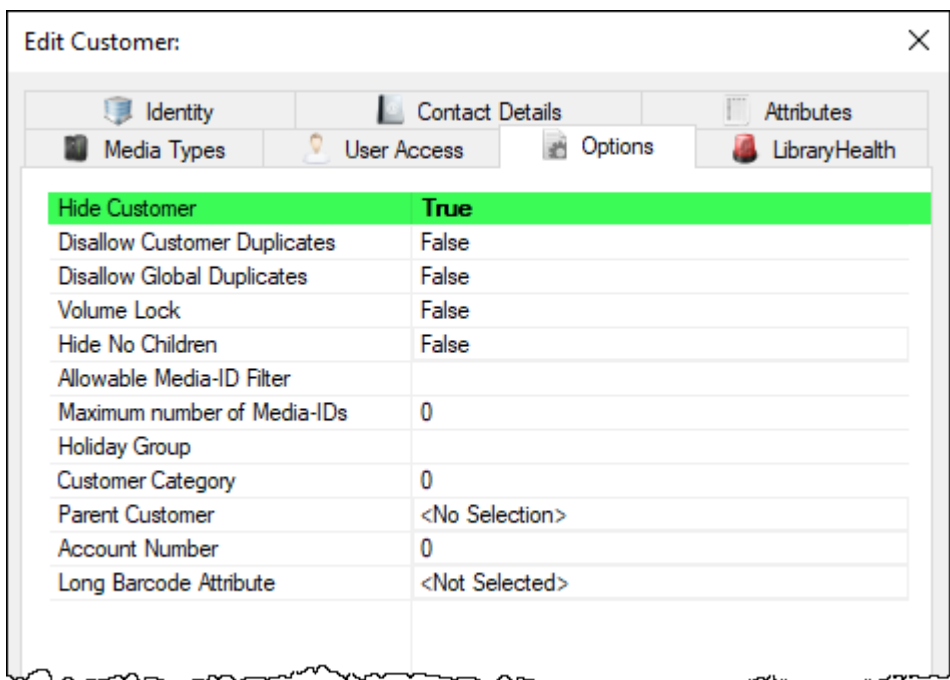 Edit Customer:
Identity Contact Details Attributes
Media Types User Access Options LibraryHealth
Hide Customer True
Disallow Customer Duplicates False
Disallow Global Duplicates False
Volume Lock False
Hide No Children False
Allowable Media-ID Filter
Maximum number of Media-IDs 0
Holiday Group
Customer Category 0
Parent Customer <No Selection>
Account Number 0
Long Barcode Attribute <Not Selected>